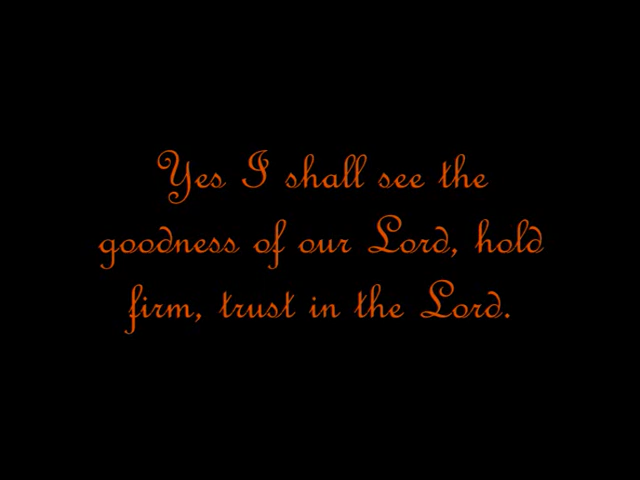 Yes I shall see the
goodness of our Lord, hold
firm, trust in the Lord.